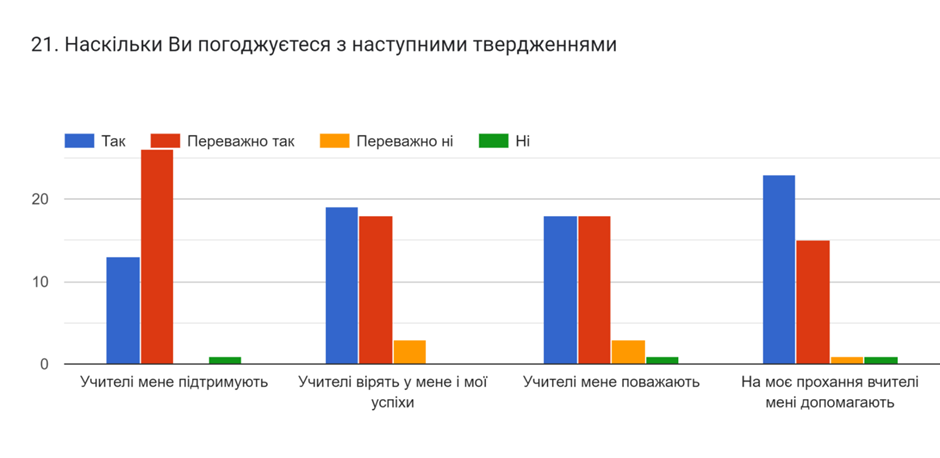 21. Наскільки Ви погоджуєтеся з наступними твердженнями
Так
Переважно так
Переважно ні
Ні
20
10
0
Учителі мене підтримують
Учителі вірять у мене і мої
успіхи
Учителі мене поважають
На моє прохання вчителі
мені допомагають